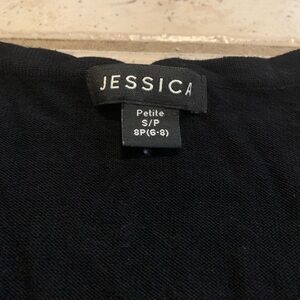 JESSICA
Petite
S/P
8P(6-8)